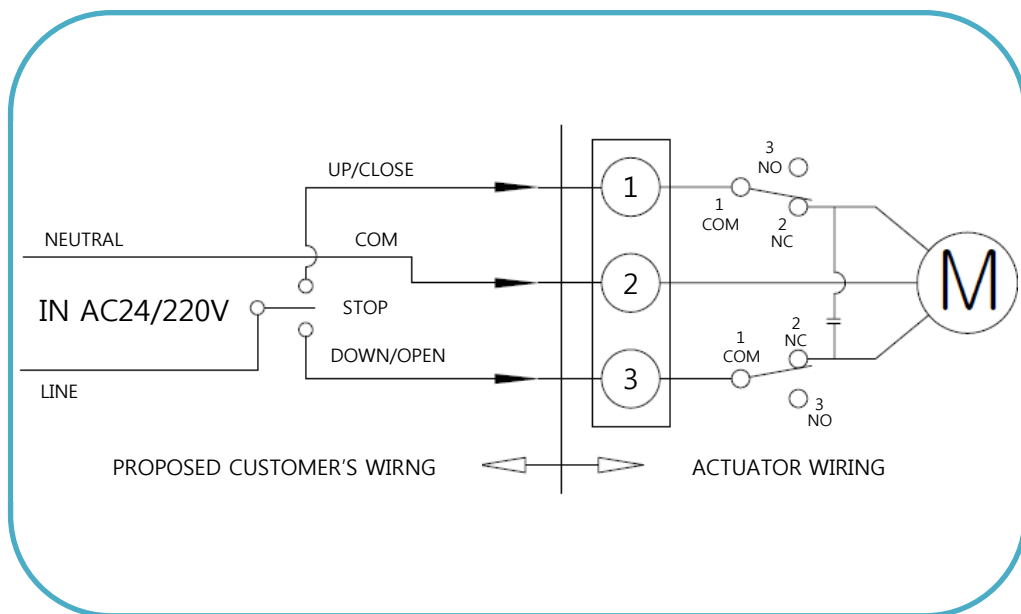 UP/CLOSE
NEUTRAL
COM
IN AC24/220V
STOP
DOWN/OPEN
LINE
1
2
3
3
NO
1
COM
2
NC
M
1
COM
2
NC
3
NO
PROPOSED CUSTOMER'S WIRNG
ACTUATOR WIRING